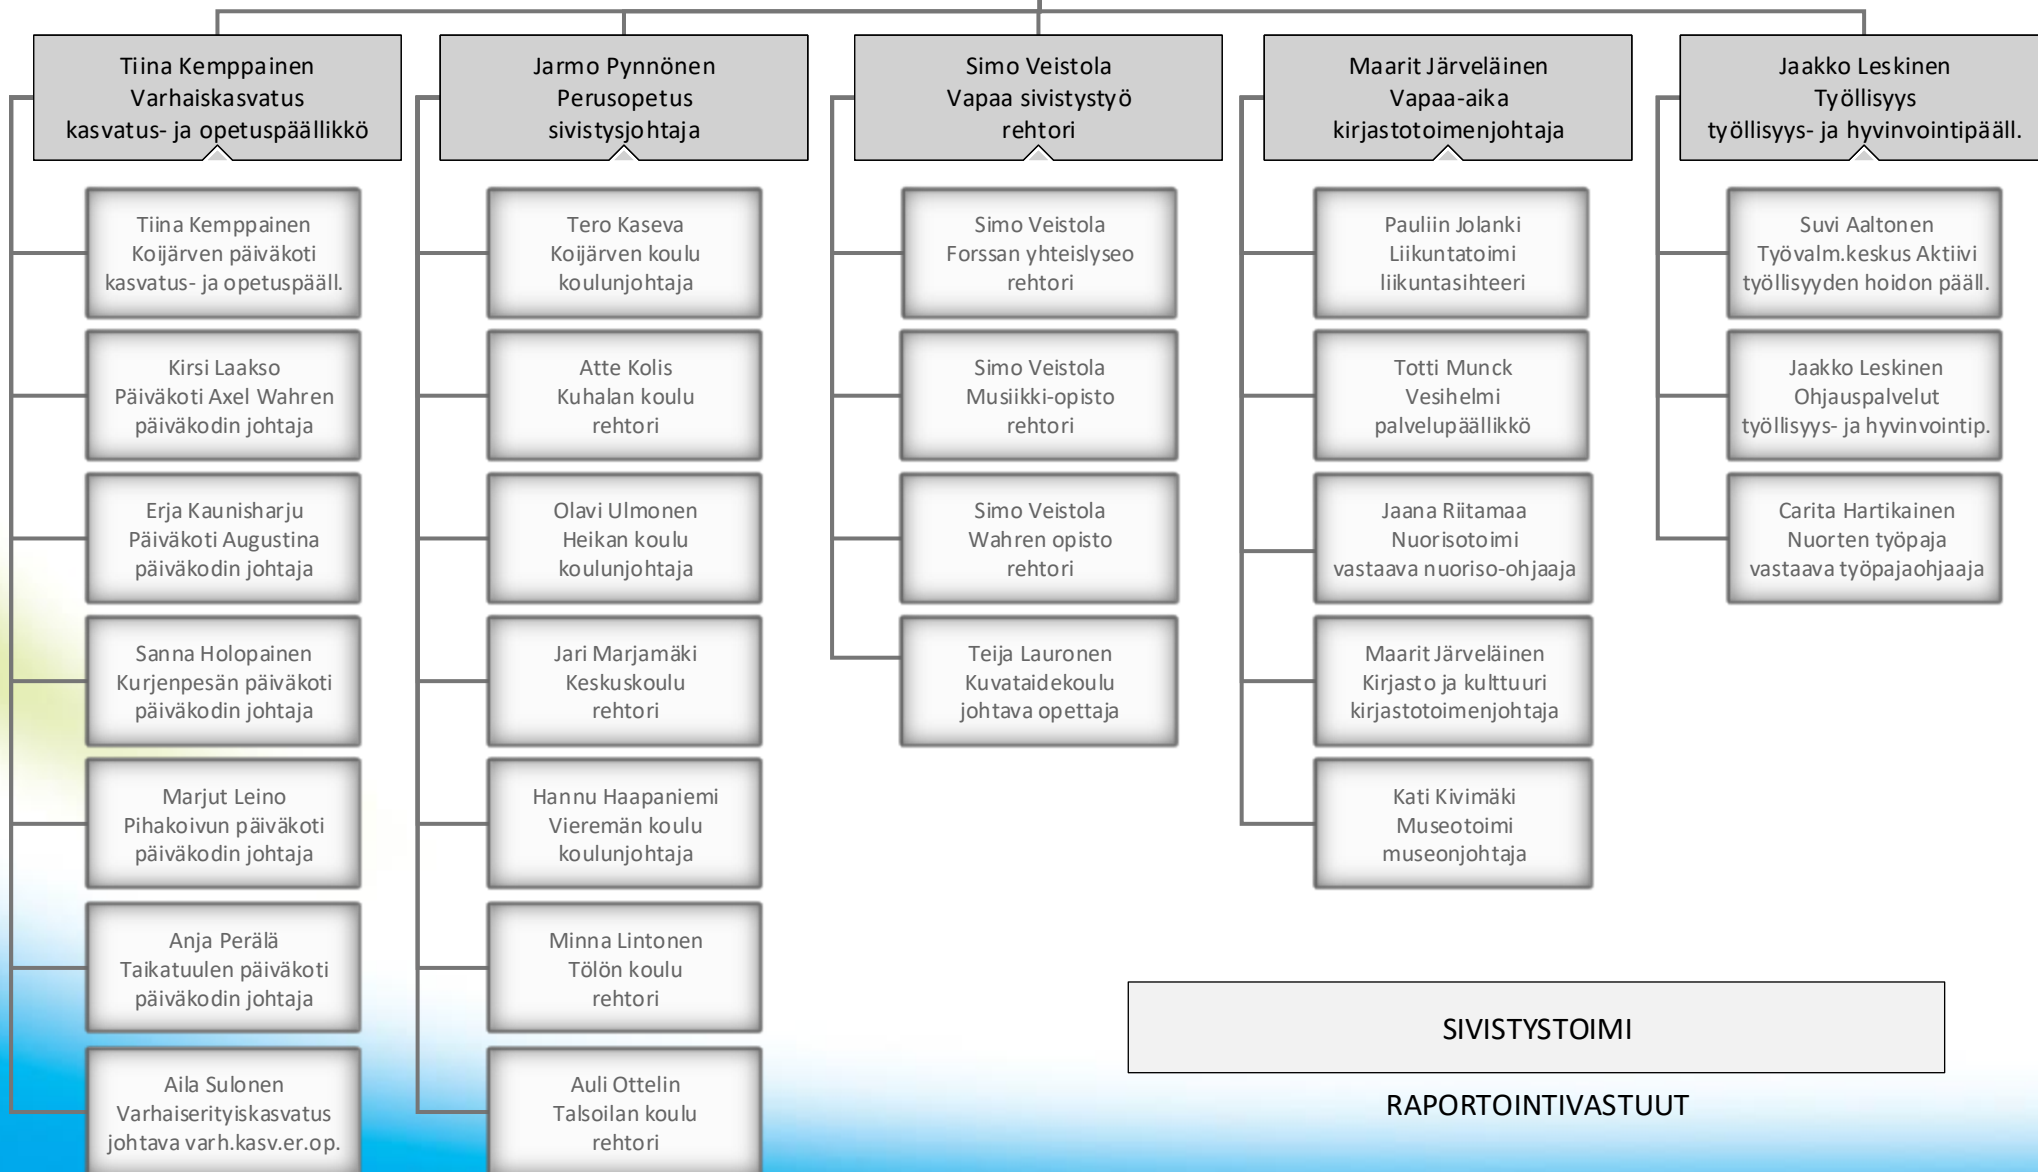 Tiina Kemppainen
Varhaiskasvatus
kasvatus- ja opetuspäällikkö
Jarmo Pynnönen
Perusopetus
sivistysjohtaja
Simo Veistola
Vapaa sivistystyö
rehtori
Maarit Järveläinen
Vapaa-aika
kirjastotoimenjohtaja
Jaakko Leskinen
Työllisyys
työllisyys- ja hyvinvointipääll.
Tiina Kemppainen
Koijärven päiväkoti
kasvatus- ja opetuspääll.
Kirsi Laakso
Päiväkoti Axel Wahren
päiväkodin johtaja
Erja Kaunisharju
Päiväkoti Augustina
päiväkodin johtaja
Sanna Holopainen
Kurjenpesän päiväkoti
päiväkodin johtaja
Marjut Leino
Pihakoivun päiväkoti
päiväkodin johtaja
Anja Perälä
Taikatuulen päiväkoti
päiväkodin johtaja
Aila Sulonen
Varhaiserityiskasvatus
johtava varh.kasv.er.op.
Tero Kaseva
Koijärven koulu
koulunjohtaja
Atte Kolis
Kuhalan koulu
rehtori
Olavi Ulmonen
Heikan koulu
koulunjohtaja
Jari Marjamäki
Keskuskoulu
rehtori
Hannu Haapaniemi
Vieremän koulu
koulunjohtaja
Minna Lintonen
Tölön koulu
rehtori
Auli Ottelin
Talsoilan koulu
rehtori
Simo Veistola
Forssan yhteislyseo
rehtori
Simo Veistola
Musiikki-opisto
rehtori
Simo Veistola
Wahren opisto
rehtori
Teija Lauronen
Kuvataidekoulu
johtava opettaja
Pauliin Jolanki
Liikuntatoimi
liikuntasihteeri
Totti Munck
Vesihelmi
palvelupäällikkö
Jaana Riitamaa
Nuorisotoimi
vastaava nuoriso-ohjaaja
Maarit Järveläinen
Kirjasto ja kulttuuri
kirjastotoimenjohtaja
Kati Kivimäki
Museotoimi
museonjohtaja
Suvi Aaltonen
Työvalm.keskus Aktiivi
työllisyyden hoidon pääll.
Jaakko Leskinen
Ohjauspalvelut
työllisyys- ja hyvinvointip.
Carita Hartikainen
Nuorten työpaja
vastaava työpajaohjaaja
SIVISTYSTOIMI
RAPORTOINTIVASTUUT